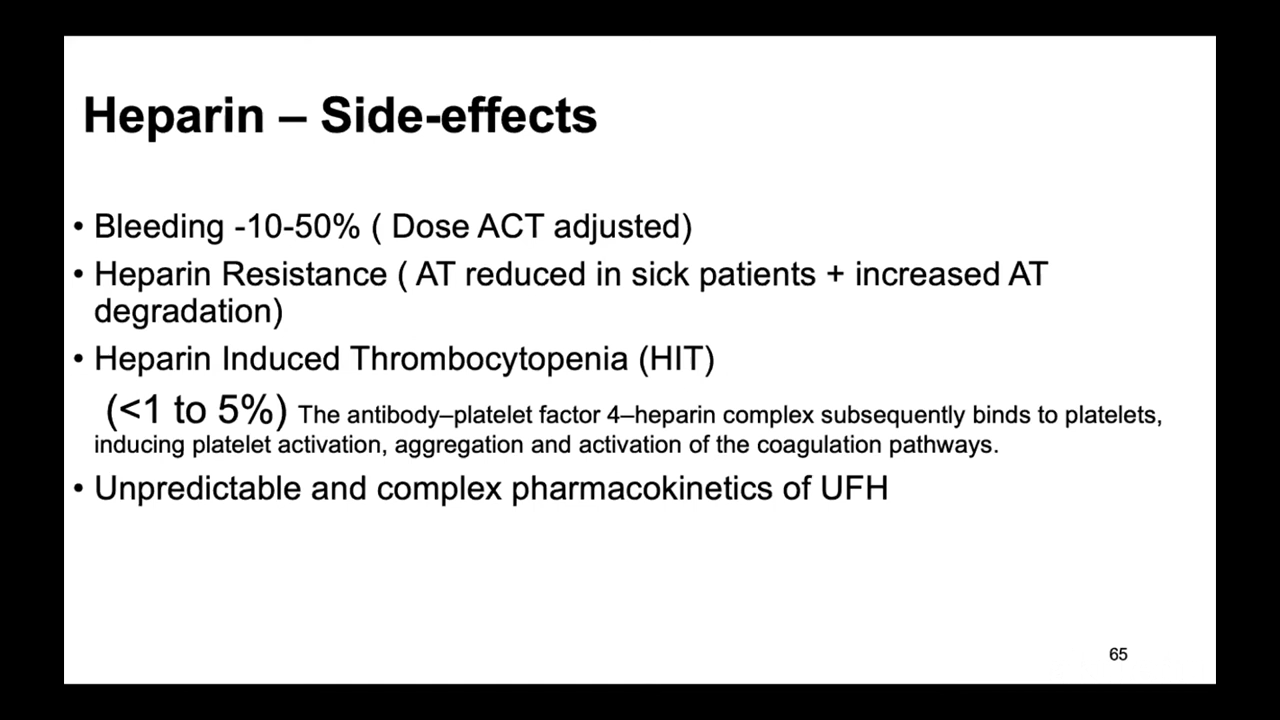 Heparin – Side-effects
• Bleeding -10-50% ( Dose ACT adjusted)
• Heparin Resistance ( AT reduced in sick patients + increased AT
degradation)
• Heparin Induced Thrombocytopenia (HIT)
(<1 to 5%) The antibody–platelet factor 4–heparin complex subsequently binds to platelets,
inducing platelet activation, aggregation and activation of the coagulation pathways.
• Unpredictable and complex pharmacokinetics of UFH
65